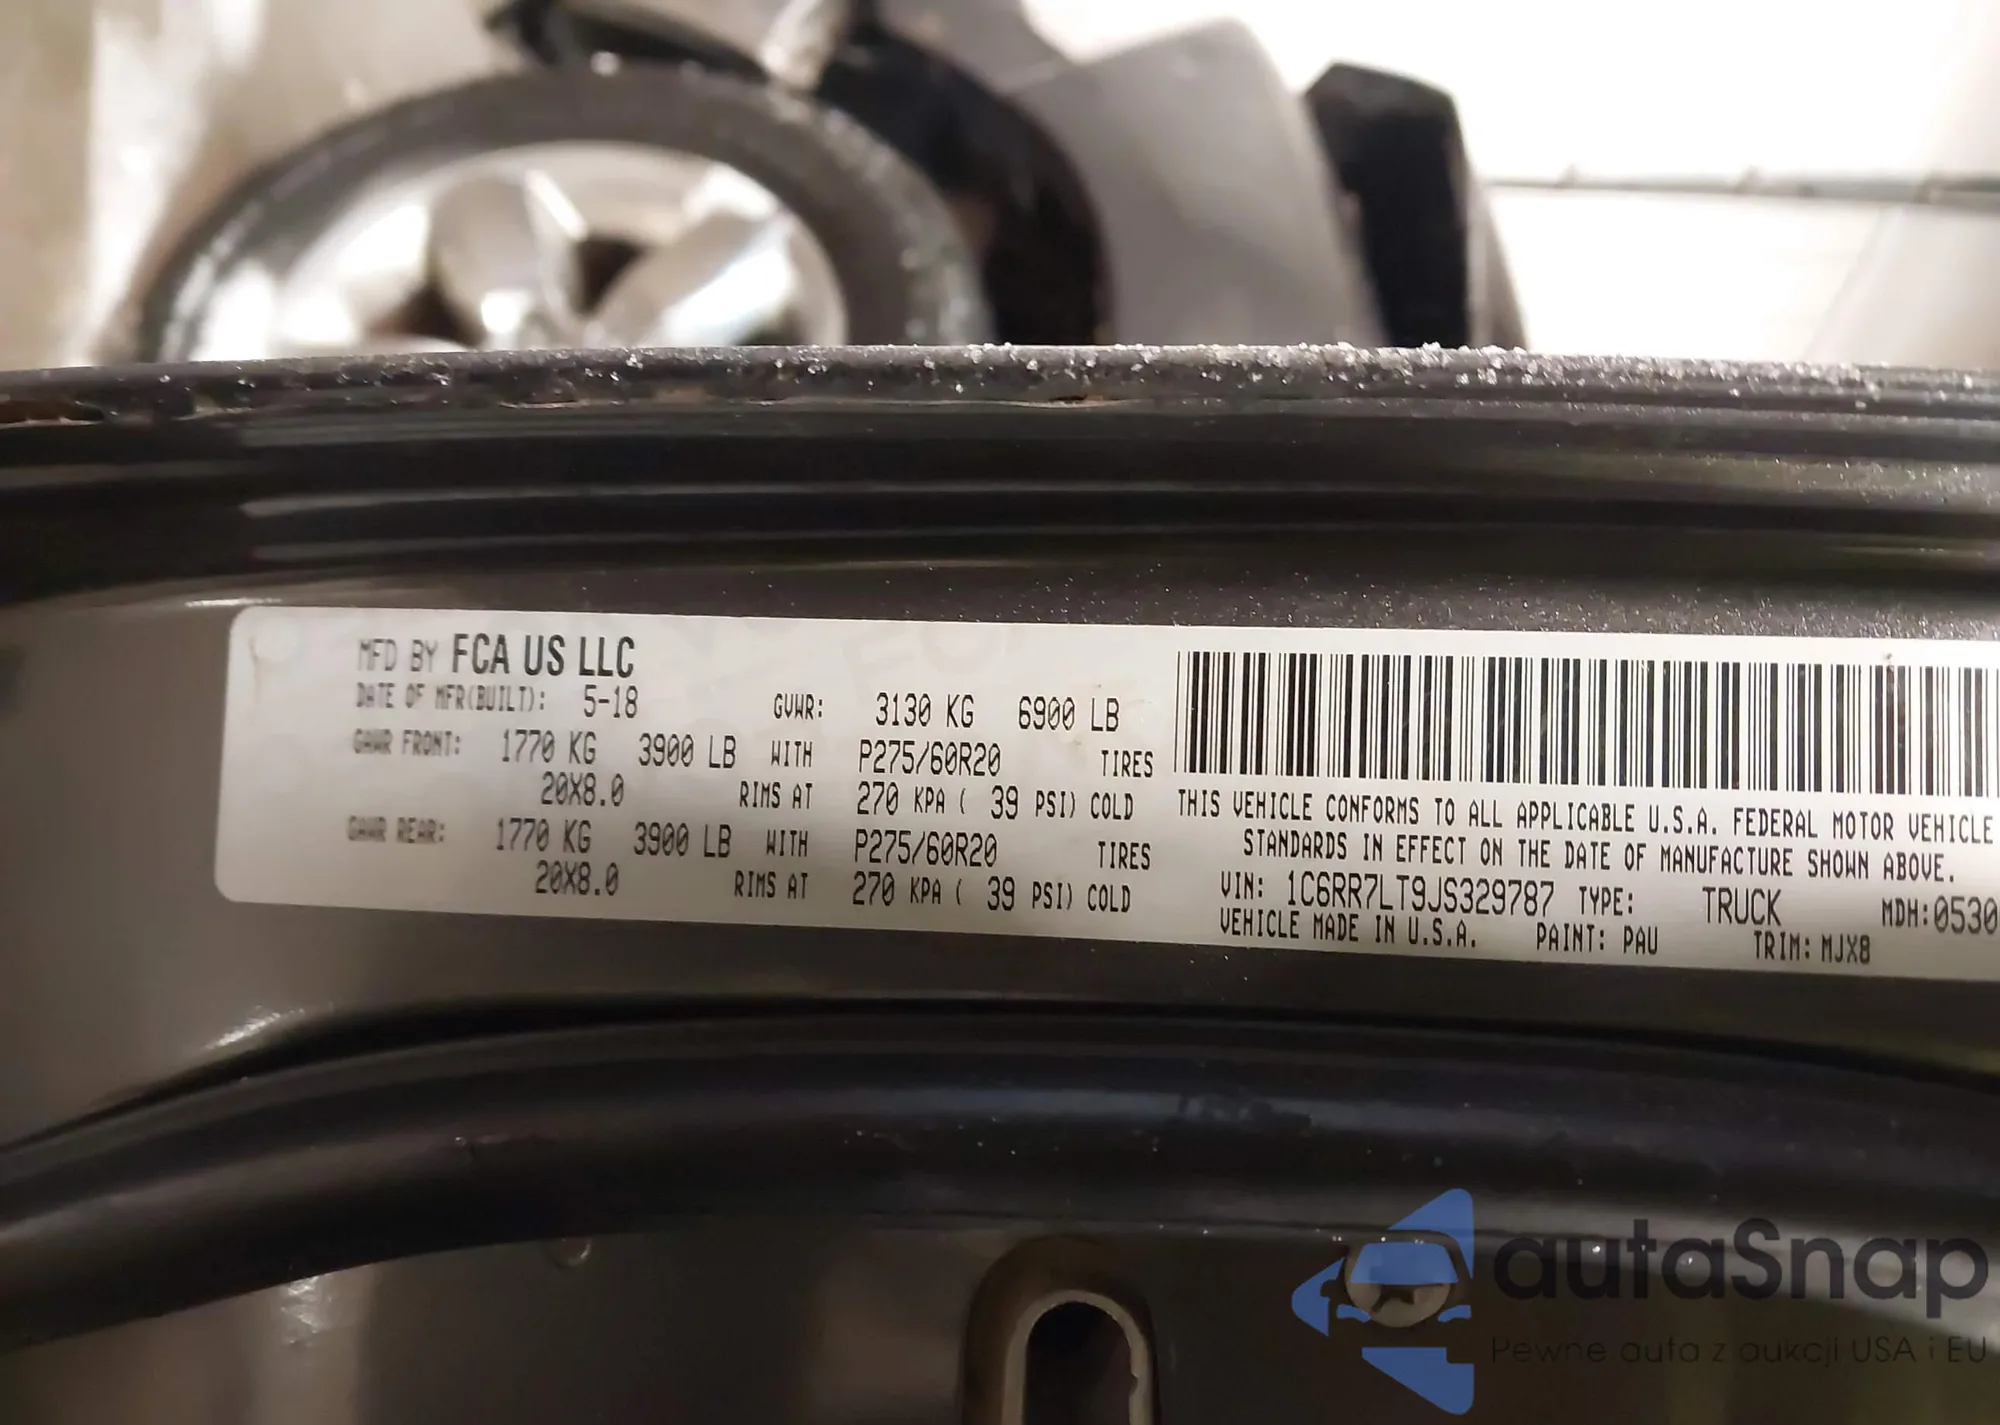 MFD BY FCA US LLC
DATE OF MFR(BUILT): 5-18 GVWR: 3130 KG 6900 LB
GAWR FRONT: 1770 KG 3900 LB WITH P275/60R20 TIRES
20X8.0 RIMS AT 270 KPA ( 39 PSI) COLD
GAWR REAR: 1770 KG 3900 LB WITH P275/60R20 TIRES
20X8.0 RIMS AT 270 KPA ( 39 PSI) COLD
THIS VEHICLE CONFORMS TO ALL APPLICABLE U.S.A. FEDERAL MOTOR VEHICLE
STANDARDS IN EFFECT ON THE DATE OF MANUFACTURE SHOWN ABOVE.
VIN: 1C6RR7LT9JS329787 TYPE: TRUCK MDH:0530
VEHICLE MADE IN U.S.A. PAINT: PAU TRIM: MJX8
autaSnap
Pewne auta z aukcji USA i EU